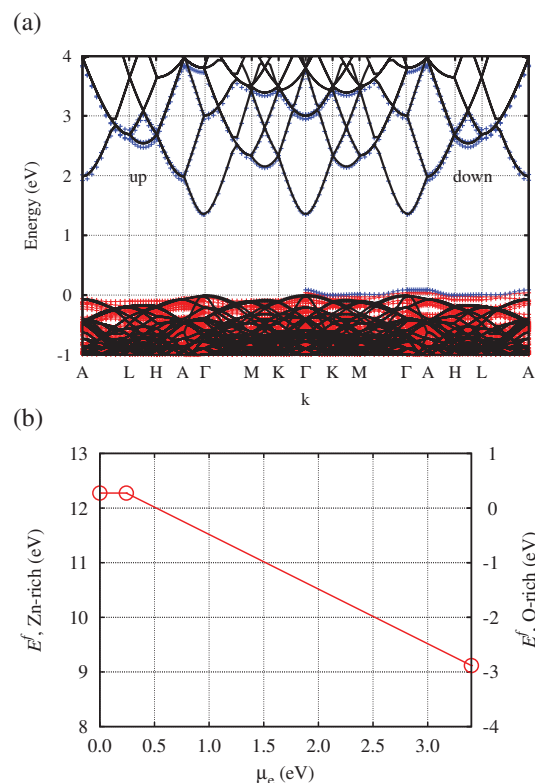 (a)
4
3
2
1
0
-1
Energy (eV)
up
down
A L H A Γ M K Γ K M Γ A H L A
k
(b)
13
12
11
10
9
8
E^f, Zn-rich (eV)
1
0
-1
-2
-3
-4
E^f, O-rich (eV)
0.0 0.5 1.0 1.5 2.0 2.5 3.0
μ_e (eV)